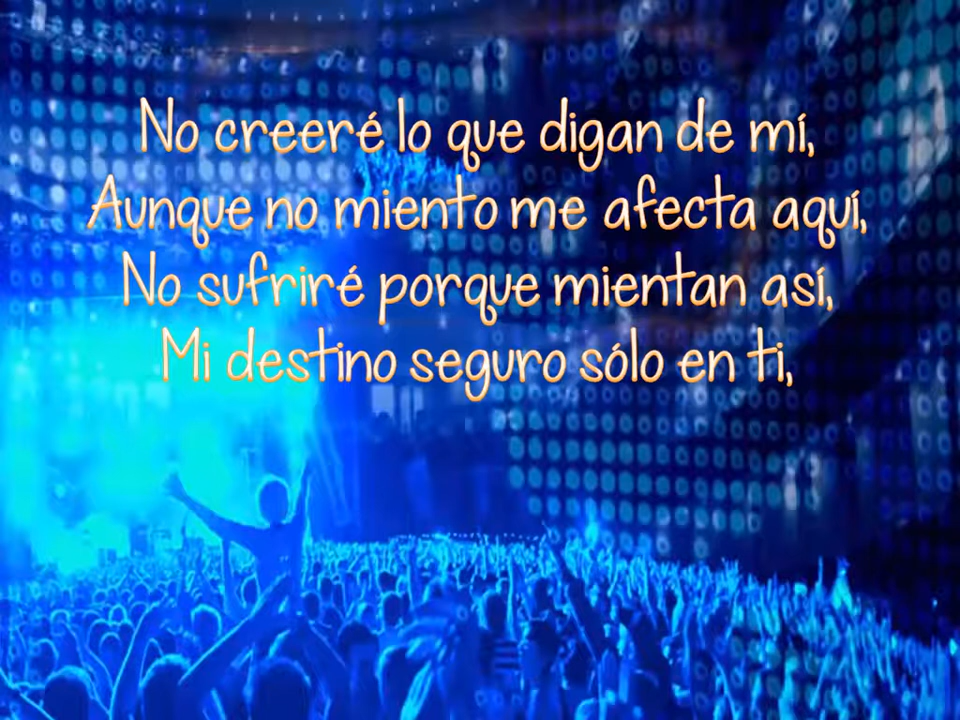 No creeré lo que digan de mí,
Aunque no miento me afecta aquí,
No sufriré porque mientan así,
Mi destino seguro sólo en ti,